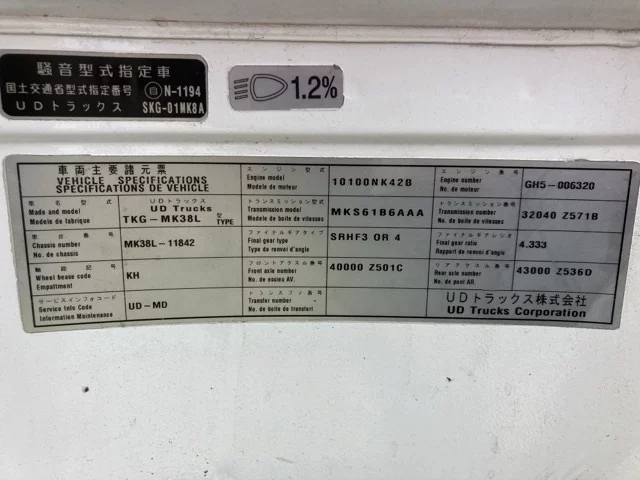 騒音型式指定車
国土交通省型式指定番号 自 N-1194
UDトラックス SKG-01MK8A
1.2%
車両主要諸元票
VEHICLE SPECIFICATIONS
SPECIFICATIONS DE VEHICLE
車名型式 UDトラックス
Made and model UD Trucks
Modele de fabrique TKG-MK38L 型 TYPE
車台番号
Chassis number MK38L-11842
No. de chassis
軸距記号
Wheel base code KH
Empattment
サービスインフォコード
Service Info Code UD-MD
Information Maintenance
エンジン型式
Engine model 10100NK42B
Modele de moteur
トランスミッション型式
Transmission model MKS61B6AAA
Modele de boite de vitesses
ファイナルギアタイプ
Final gear type SRHF3 OR 4
Type de renvoi d'angle
フロントアクスル番号
Front axle number 40000 Z501C
No. de essieu AV.
トランスファ番号
Transfer number
No. de boite de transfert
エンジン番号
Engine number GH5-006320
No. de moteur
トランスミッション番号
Transmission number 32040 Z571B
No. de boite de vitesses
ファイナルギアレシオ
Final gear ratio 4.333
Rapport de renvoi d'angle
リアアクスル番号
Rear axle number 43000 Z536D
No. de pont AR.
UDトラックス株式会社
UD Trucks Corporation